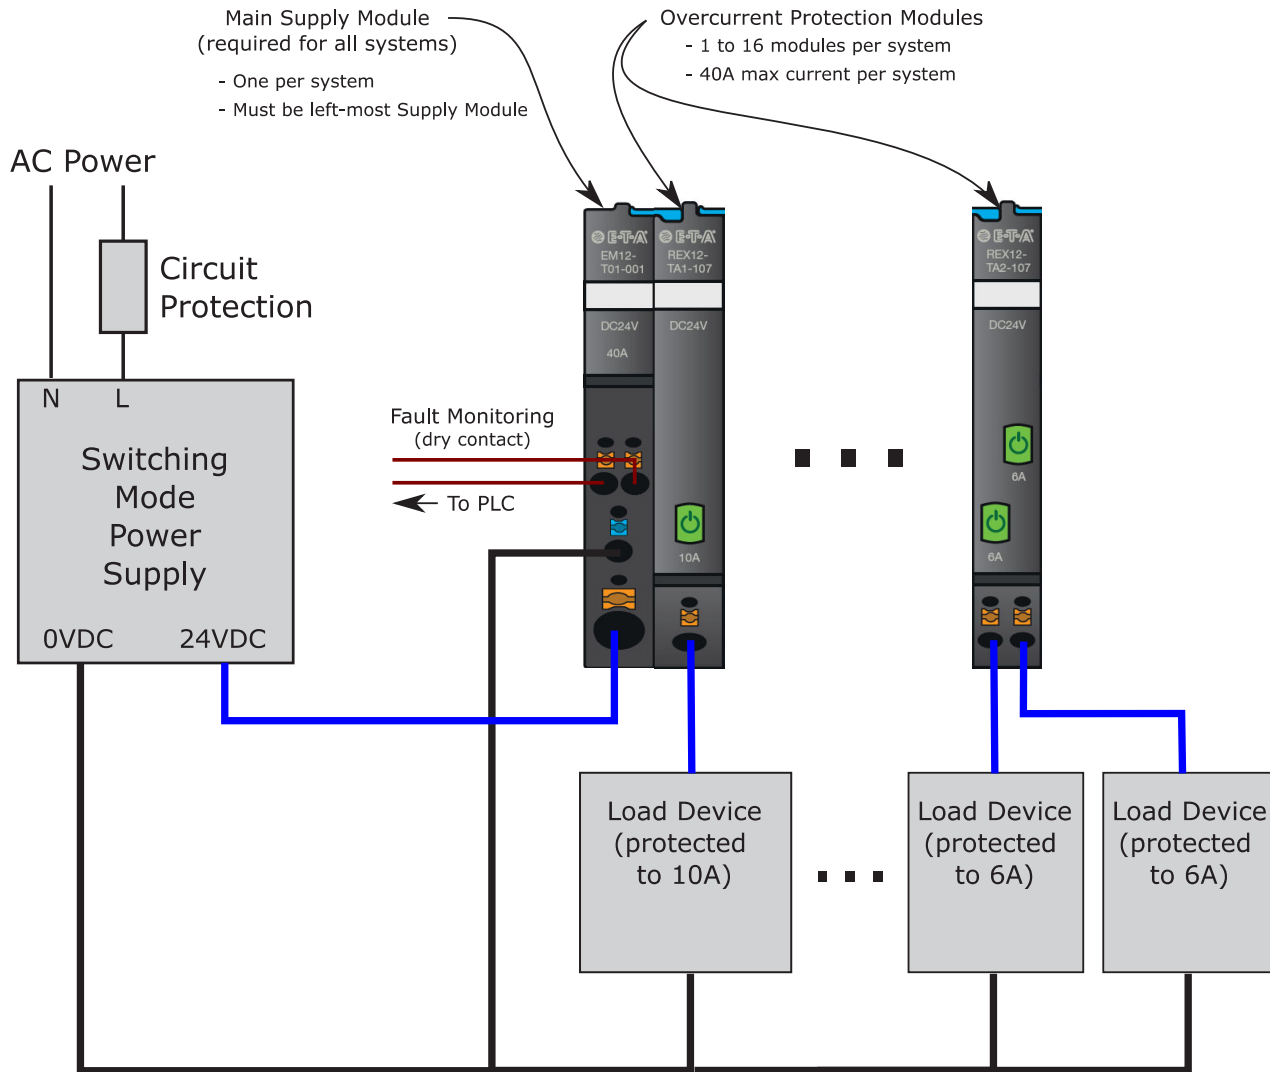 Main Supply Module
(required for all systems)
- One per system
- Must be left-most Supply Module
Overcurrent Protection Modules
- 1 to 16 modules per system
- 40A max current per system
AC Power
Circuit
Protection
N L
Switching
Mode
Power
Supply
0VDC 24VDC
Fault Monitoring
(dry contact)
To PLC
E-T-A®
EM12-
T01-001
DC24V
40A
E-T-A®
REX12-
TA1-107
DC24V
10A
E-T-A®
REX12-
TA2-107
DC24V
6A
6A
Load Device
(protected
to 10A)
Load Device
(protected
to 6A)
Load Device
(protected
to 6A)